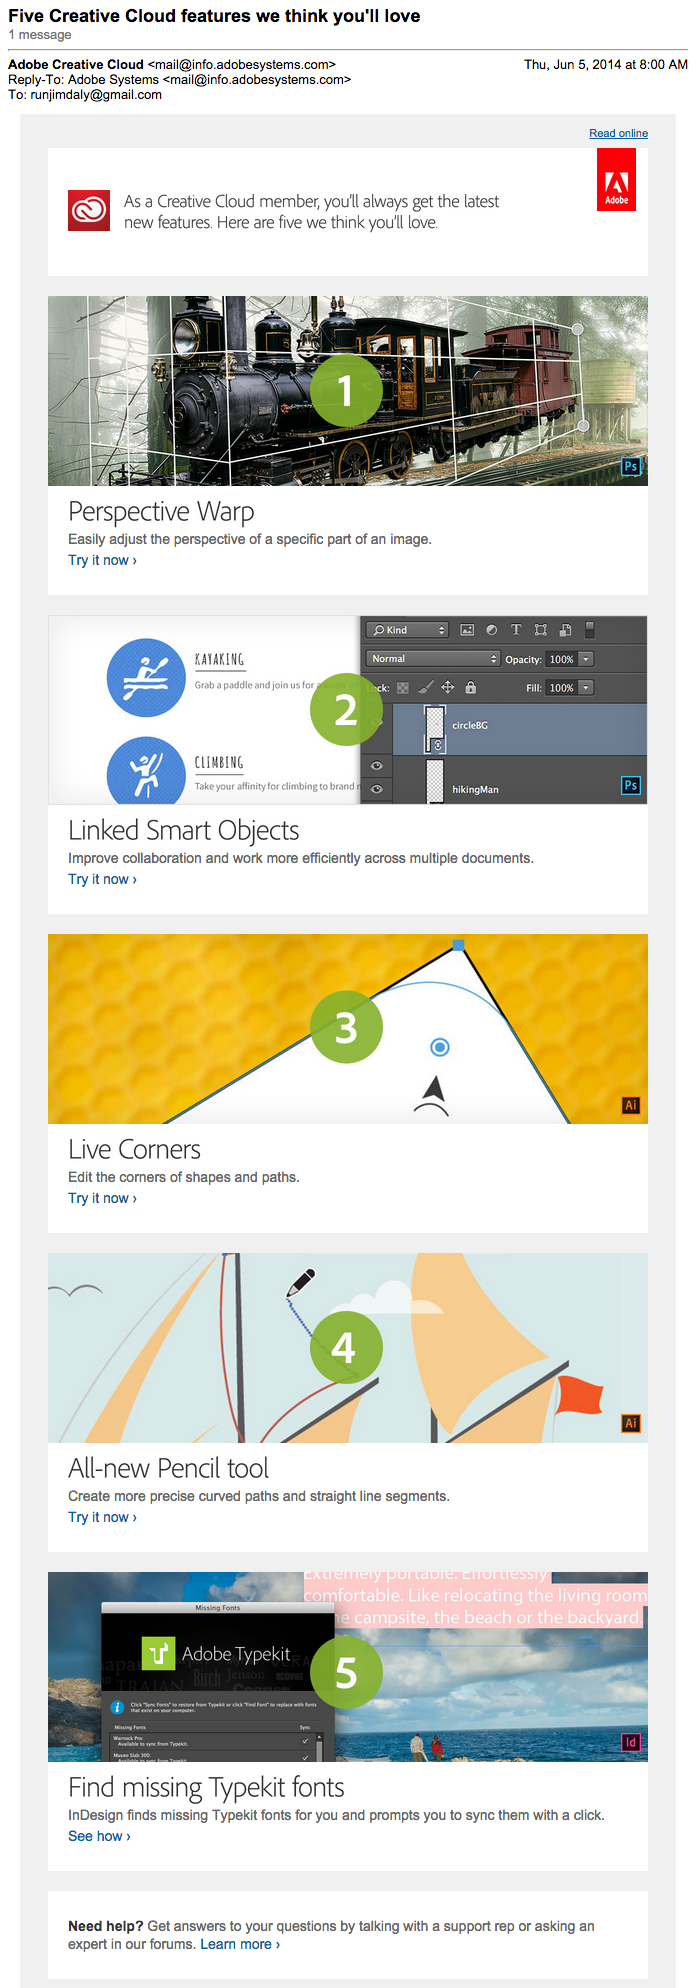 Five Creative Cloud features we think you'll love
1 message
Adobe Creative Cloud <mail@info.adobesystems.com> Thu, Jun 5, 2014 at 8:00 AM
Reply-To: Adobe Systems <mail@info.adobesystems.com>
To: runjimdaly@gmail.com
Read online
As a Creative Cloud member, you'll always get the latest
new features. Here are five we think you'll love.
Adobe
1
Ps
Perspective Warp
Easily adjust the perspective of a specific part of an image.
Try it now ›
KAYAKING
Grab a paddle and join us for a
CLIMBING
Take your affinity for climbing to brand
2
Kind
Normal Opacity: 100%
Fill: 100%
circleBG
hikingMan
Ps
Linked Smart Objects
Improve collaboration and work more efficiently across multiple documents.
Try it now ›
3
Ai
Live Corners
Edit the corners of shapes and paths.
Try it now ›
4
Ai
All-new Pencil tool
Create more precise curved paths and straight line segments.
Try it now ›
Extremely portable. Effortlessly
comfortable. Like relocating the living room
campsite, the beach or the backyard.
Missing Fonts
Adobe Typekit
TRAJAN Birch Jenson
Cooper
5
Click "Sync Fonts" to restore from Typekit or click "Find Font" to replace with fonts
that exist on your computer.
Missing Fonts Sync
Warnock Pro:
Available to sync from Typekit.
Museo Slab 300:
Available to sync from Typekit.
Id
Find missing Typekit fonts
InDesign finds missing Typekit fonts for you and prompts you to sync them with a click.
See how ›
Need help? Get answers to your questions by talking with a support rep or asking an
expert in our forums. Learn more ›